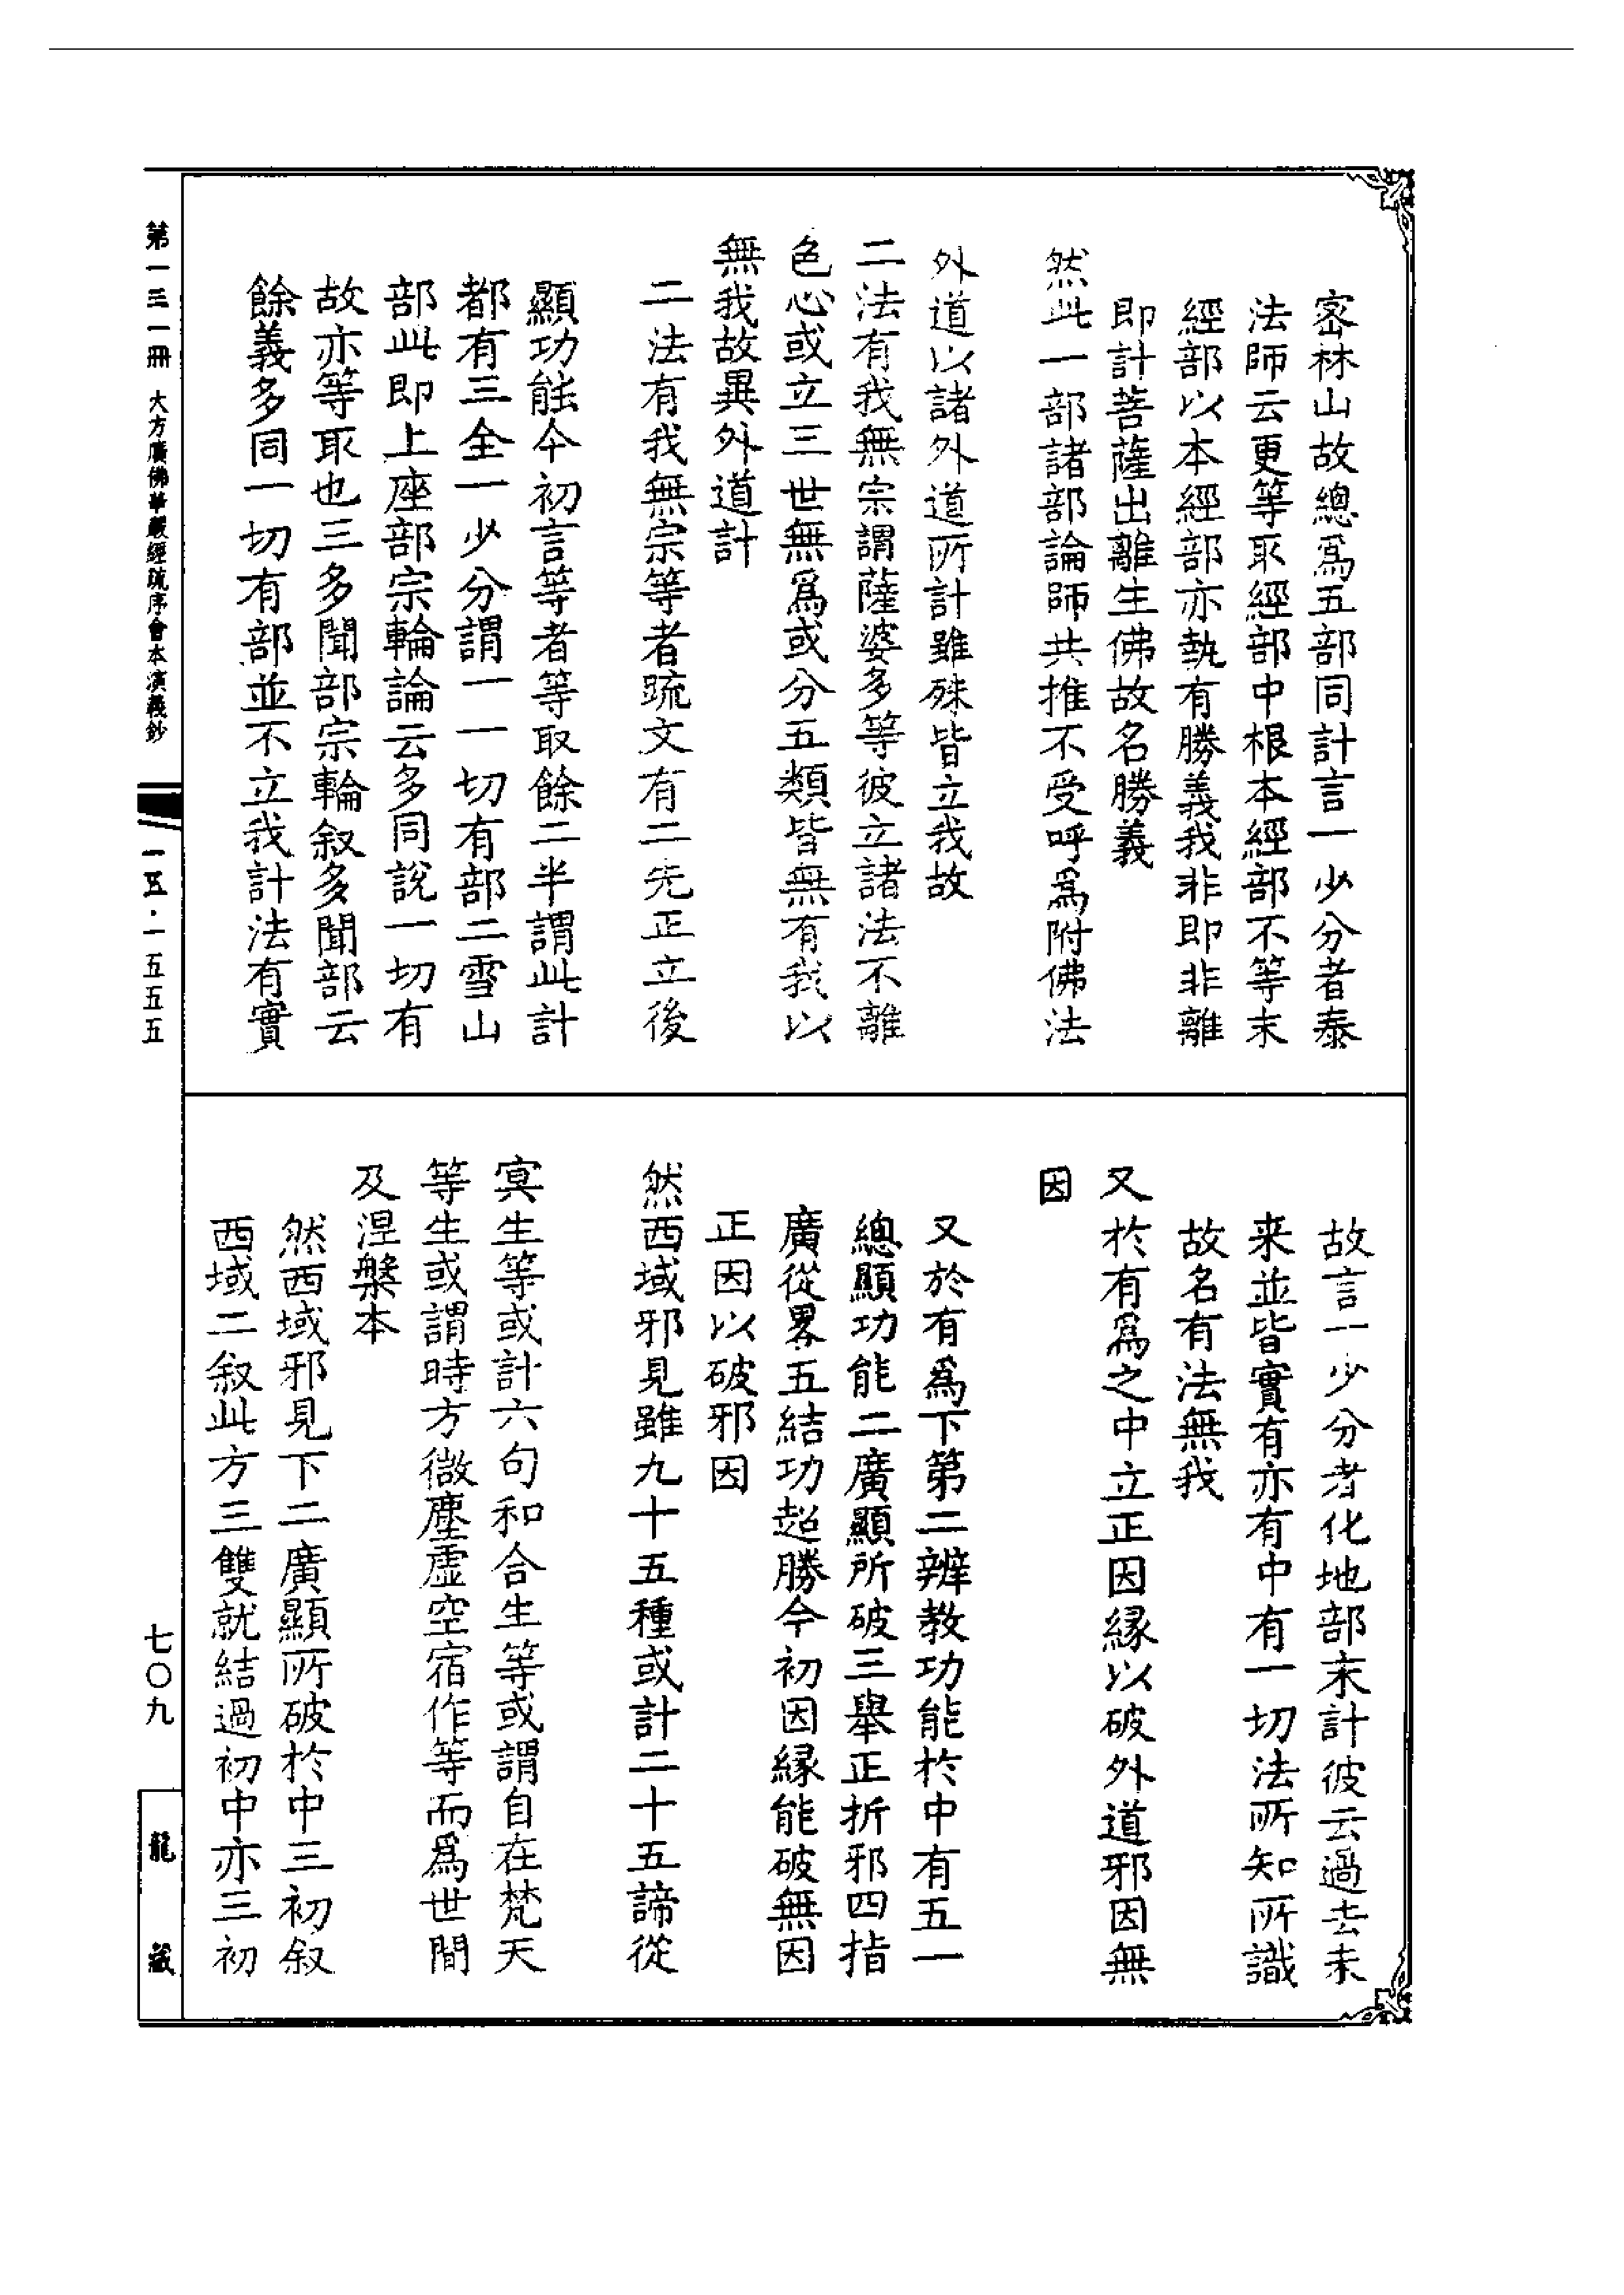 密林山故總爲五部同計言一少分者泰
法師云更等取經部中根本經部不等末
經部以本經部亦執有勝義我非即非離
即計菩薩出離生佛故名勝義
然此一部諸部論師共推不受呼爲附佛法
外道以諸外道所計雖殊皆立我故
二法有我無宗謂薩婆多等彼立諸法不離
色心或立三世無爲或分五類皆無有我以
無我故異外道計
二法有我無宗等者疏文有二先正立後
顯功能今初言等者等取餘二半謂此計
都有三全一少分謂一一切有部二雪山
部此即上座部宗輪論云多同說一切有
故亦等取也三多聞部宗輪叙多聞部云
餘義多同一切有部並不立我計法有實
故言一少分者化地部末計彼云過去未
来並皆實有亦有中有一切法所知所識
故名有法無我
又於有爲之中立正因緣以破外道邪因無
因
又於有爲下第二辨教功能於中有五一
總顯功能二廣顯所破三舉正折邪四指
廣從畧五結功超勝今初因緣能破無因
正因以破邪因
然西域邪見雖九十五種或計二十五諦從
冥生等或計六句和合生等或謂自在梵天
等生或謂時方微塵虛空宿作等而爲世間
及涅槃本
然西域邪見下二廣顯所破於中三初叙
西域二叙此方三雙就結過初中亦三初
第一三一冊 大方廣佛華嚴經疏序會本演義鈔
一五·一五五五
七〇九
龍藏